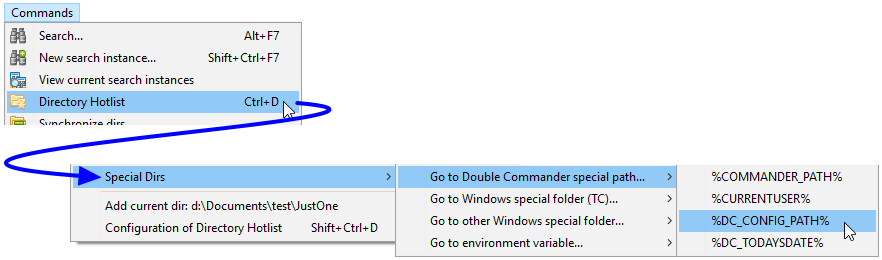 Commands
Search... Alt+F7
New search instance... Shift+Ctrl+F7
View current search instances
Directory Hotlist Ctrl+D
Synchronize dirs
Special Dirs
Add current dir: d:\Documents\test\JustOne
Configuration of Directory Hotlist Shift+Ctrl+D
Go to Double Commander special path...
Go to Windows special folder (TC)...
Go to other Windows special folder...
Go to environment variable...
%COMMANDER_PATH%
%CURRENTUSER%
%DC_CONFIG_PATH%
%DC_TODAYSDATE%